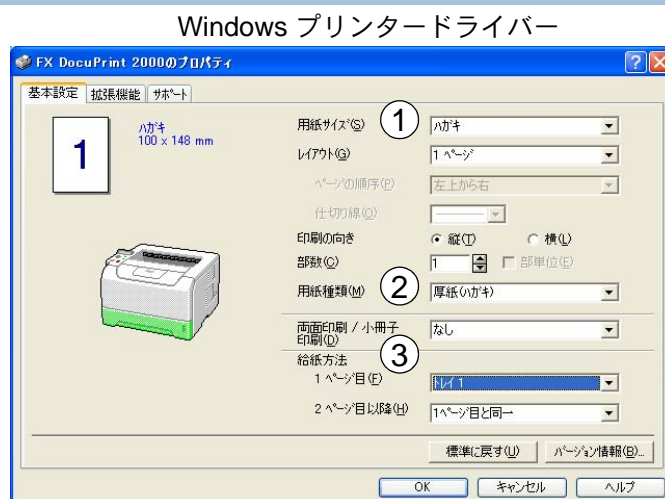 Windows プリンタードライバー
FX DocuPrint 2000のプロパティ
基本設定 拡張機能 サポート
1
ハガキ
100 x 148 mm
用紙サイズ(S) ① ハガキ
レイアウト(G) 1 ページ
ページの順序(P) 左上から右
仕切り線(O)
印刷の向き 縦(T) 横(L)
部数(C) 1 部単位(E)
用紙種類(M) ② 厚紙(ハガキ)
両面印刷 / 小冊子 なし
印刷(D)
給紙方法 ③
1 ページ目(F) トレイ 1
2 ページ目以降(H) 1ページ目と同一
標準に戻す(U) バージョン情報(B)...
OK キャンセル ヘルプ